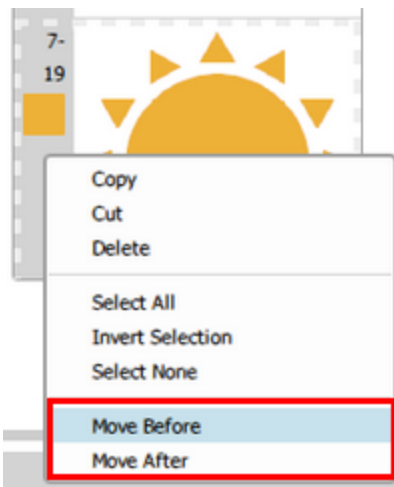 7-
19
Copy
Cut
Delete
Select All
Invert Selection
Select None
Move Before
Move After